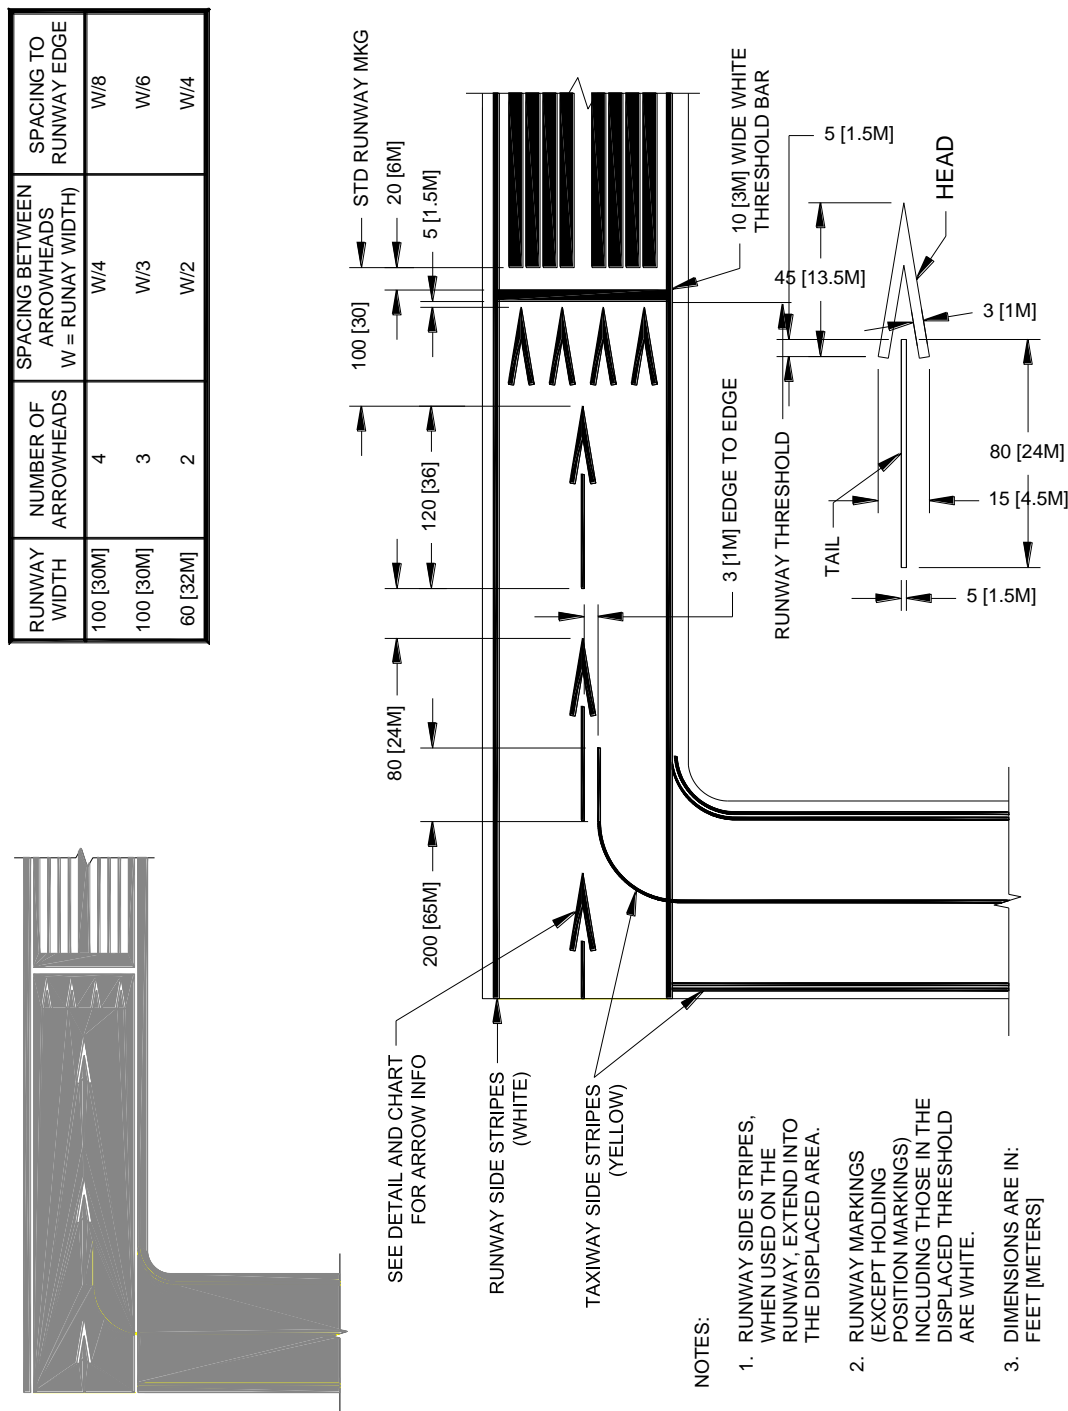 RUNWAY
WIDTH
NUMBER OF
ARROWHEADS
SPACING BETWEEN
ARROWHEADS
W = RUNAY WIDTH)
SPACING TO
RUNWAY EDGE
100 [30M]
4
W/4
W/8
100 [30M]
3
W/3
W/6
60 [32M]
2
W/2
W/4
STD RUNWAY MKG
20 [6M]
5 [1.5M]
100 [30]
120 [36]
80 [24M]
200 [65M]
10 [3M] WIDE WHITE
THRESHOLD BAR
3 [1M] EDGE TO EDGE
RUNWAY THRESHOLD
5 [1.5M]
45 [13.5M]
HEAD
3 [1M]
80 [24M]
15 [4.5M]
TAIL
5 [1.5M]
SEE DETAIL AND CHART
FOR ARROW INFO
RUNWAY SIDE STRIPES
(WHITE)
TAXIWAY SIDE STRIPES
(YELLOW)
NOTES:
1. RUNWAY SIDE STRIPES,
WHEN USED ON THE
RUNWAY, EXTEND INTO
THE DISPLACED AREA.
2. RUNWAY MARKINGS
(EXCEPT HOLDING
POSITION MARKINGS)
INCLUDING THOSE IN THE
DISPLACED THRESHOLD
ARE WHITE.
3. DIMENSIONS ARE IN:
FEET [METERS]